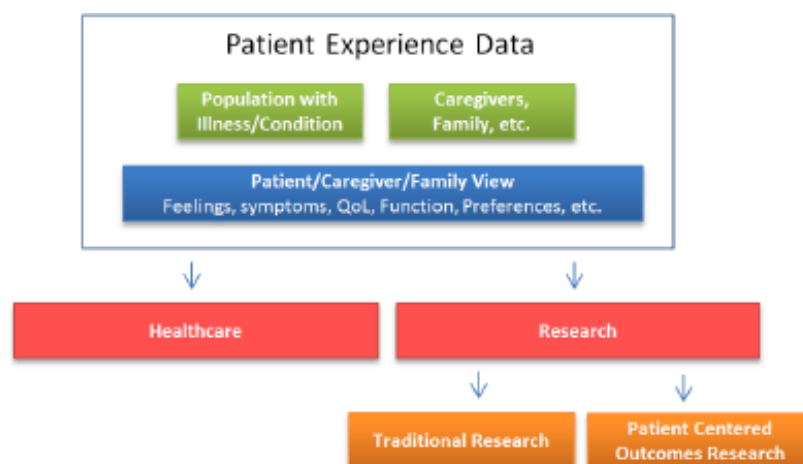 Patient Experience Data
Population with
Illness/Condition
Caregivers,
Family, etc.
Patient/Caregiver/Family View
Feelings, symptoms, QoL, Function, Preferences, etc.
Healthcare
Research
Traditional Research
Patient Centered
Outcomes Research